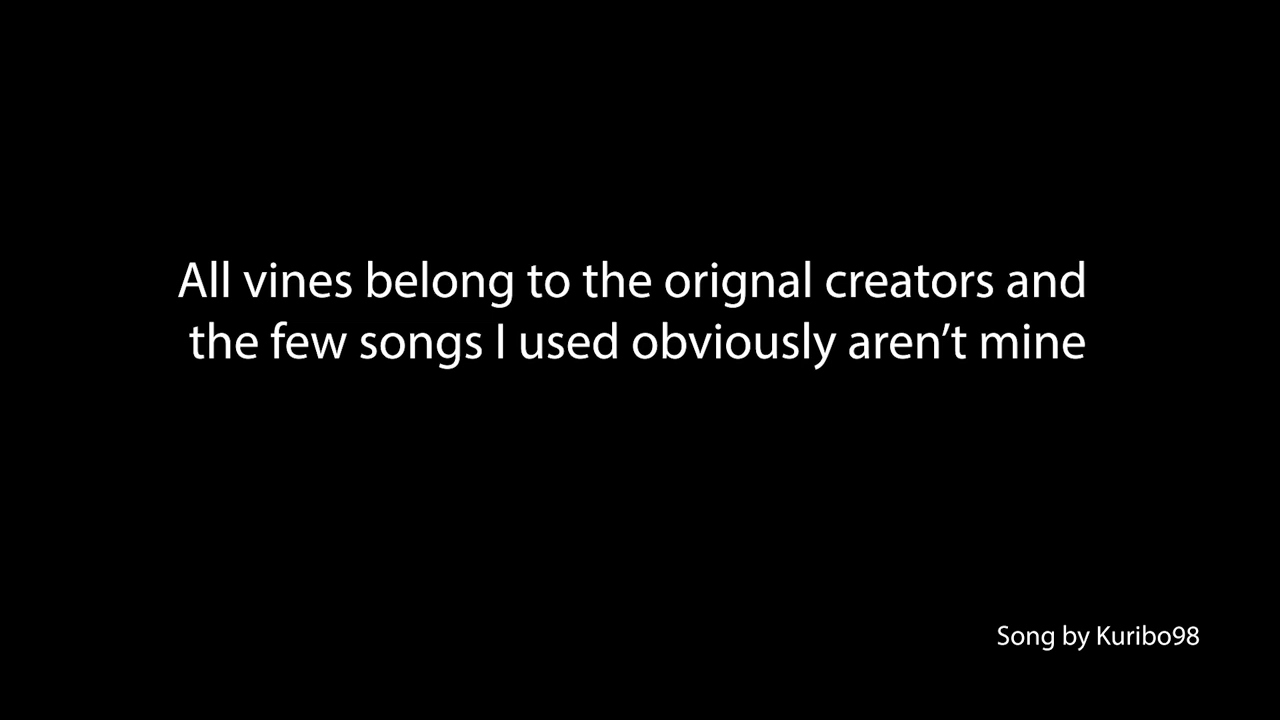 All vines belong to the orignal creators and
the few songs I used obviously aren’t mine
Song by Kuribo98